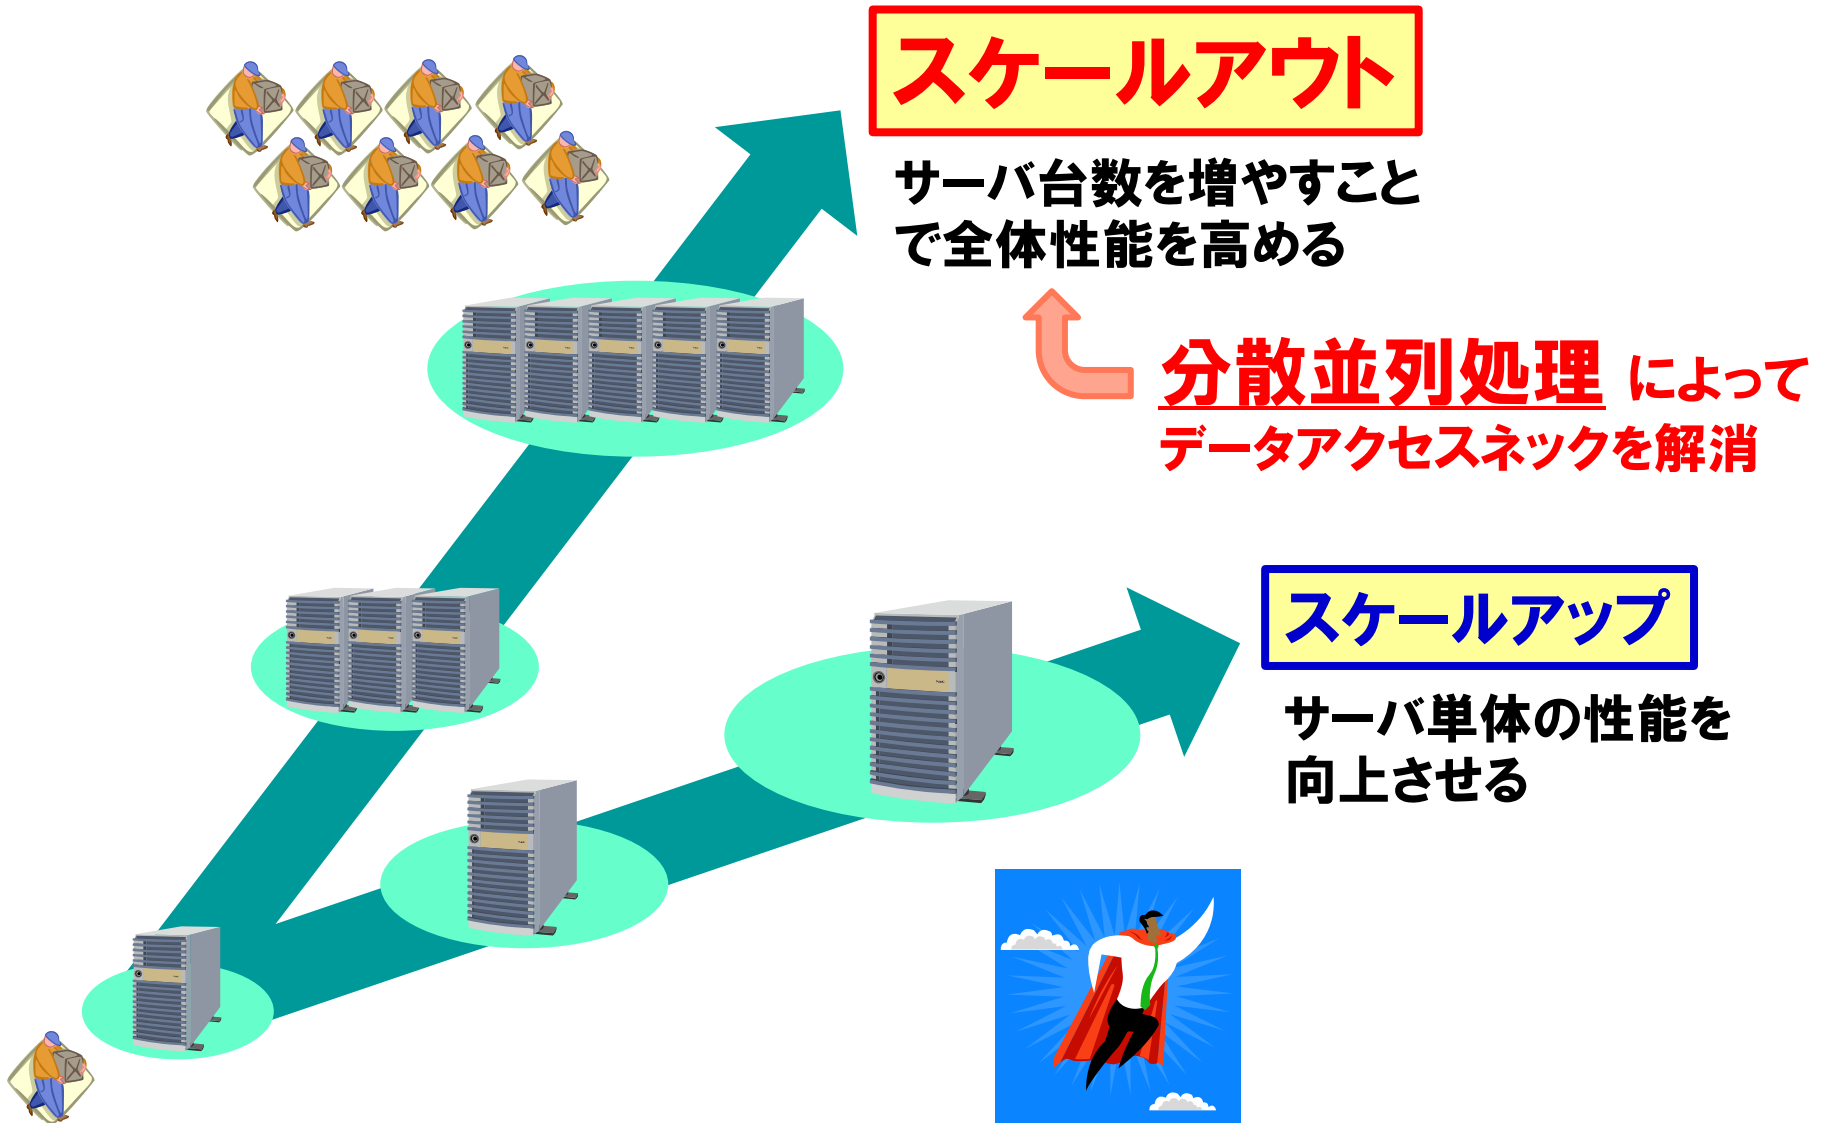 スケールアウト
サーバ台数を増やすこと
で全体性能を高める
分散並列処理 によって
データアクセスネックを解消
スケールアップ
サーバ単体の性能を
向上させる